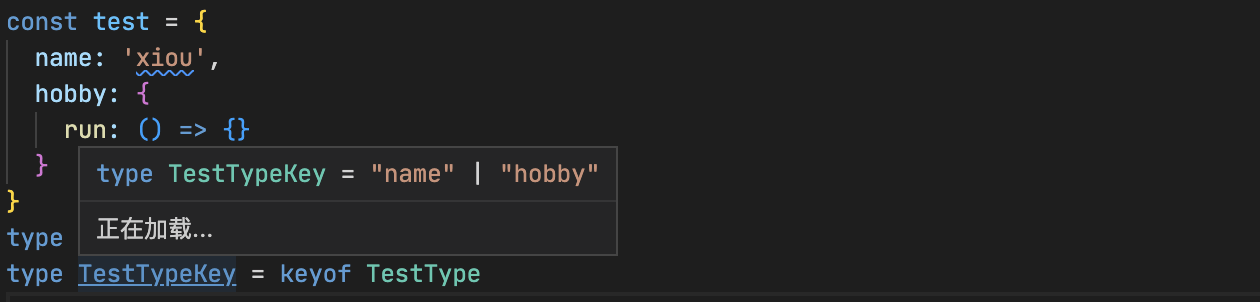 const test = {
name: 'xiou',
hobby: {
run: () => {}
}
type TestTypeKey = "name" | "hobby"
}
正在加载...
type
type TestTypeKey = keyof TestType